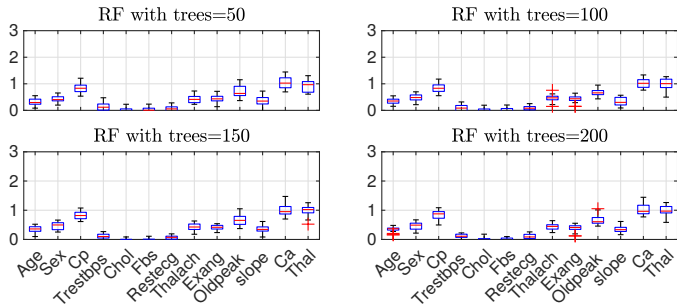 RF with trees=50
3
2
1
0
RF with trees=100
3
2
1
0
RF with trees=150
3
2
1
0
Age
Sex
Cp
Trestbps
Chol
Fbs
Restecg
Thalach
Exang
Oldpeak
slope
Ca
Thal
RF with trees=200
3
2
1
0
Age
Sex
Cp
Trestbps
Chol
Fbs
Restecg
Thalach
Exang
Oldpeak
slope
Ca
Thal